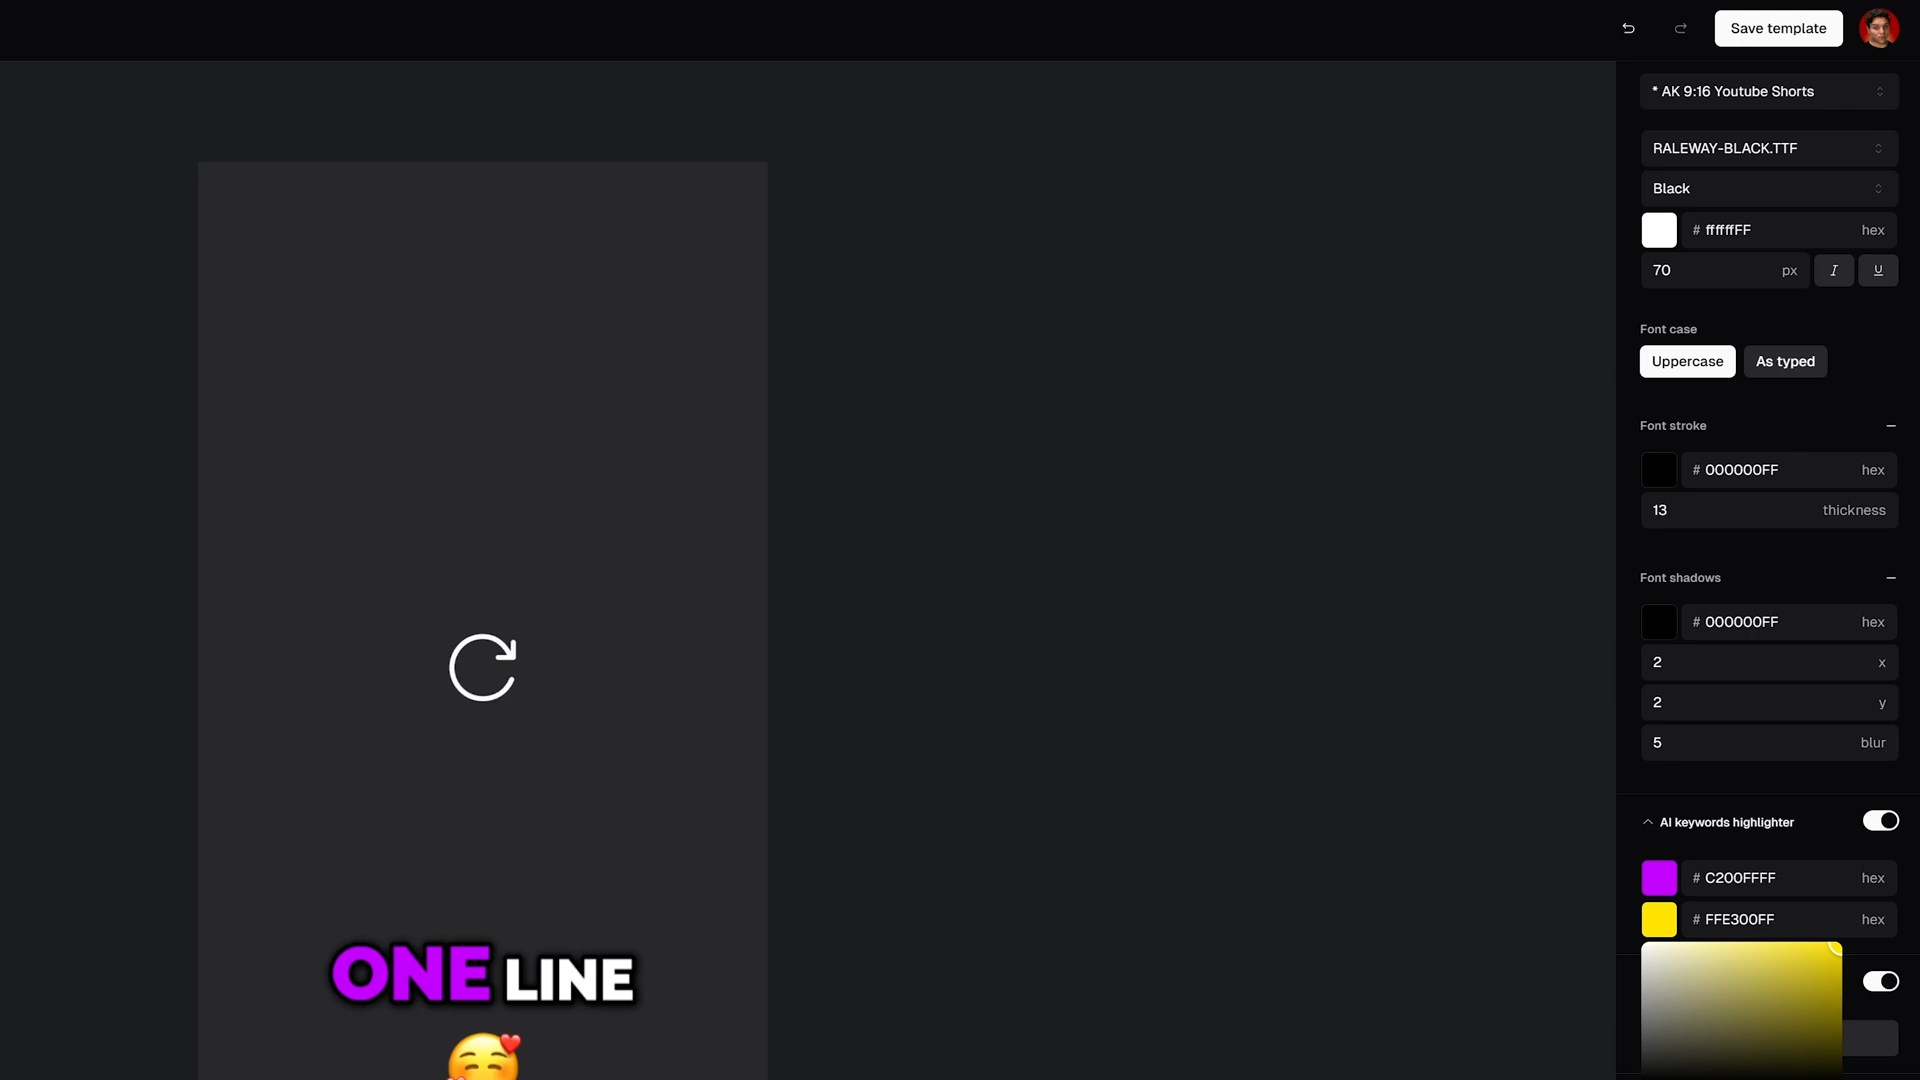 Save template
* AK 9:16 Youtube Shorts
RALEWAY-BLACK.TTF
Black
# ffffffFF hex
70 px I U
Font case
Uppercase As typed
Font stroke
# 000000FF hex
13 thickness
Font shadows
# 000000FF hex
2 x
2 y
5 blur
AI keywords highlighter
# C200FFFF hex
# FFE300FF hex
ONE LINE